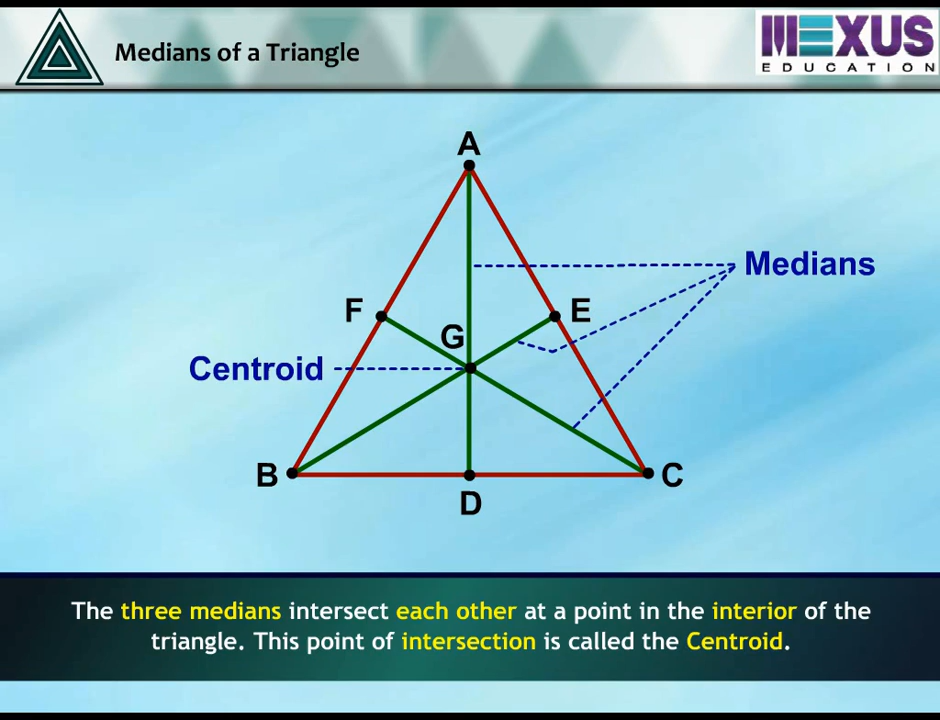 Medians of a Triangle
MEXUS
EDUCATION
A
Medians
F
E
G
Centroid
B
C
D
The three medians intersect each other at a point in the interior of the
triangle. This point of intersection is called the Centroid.